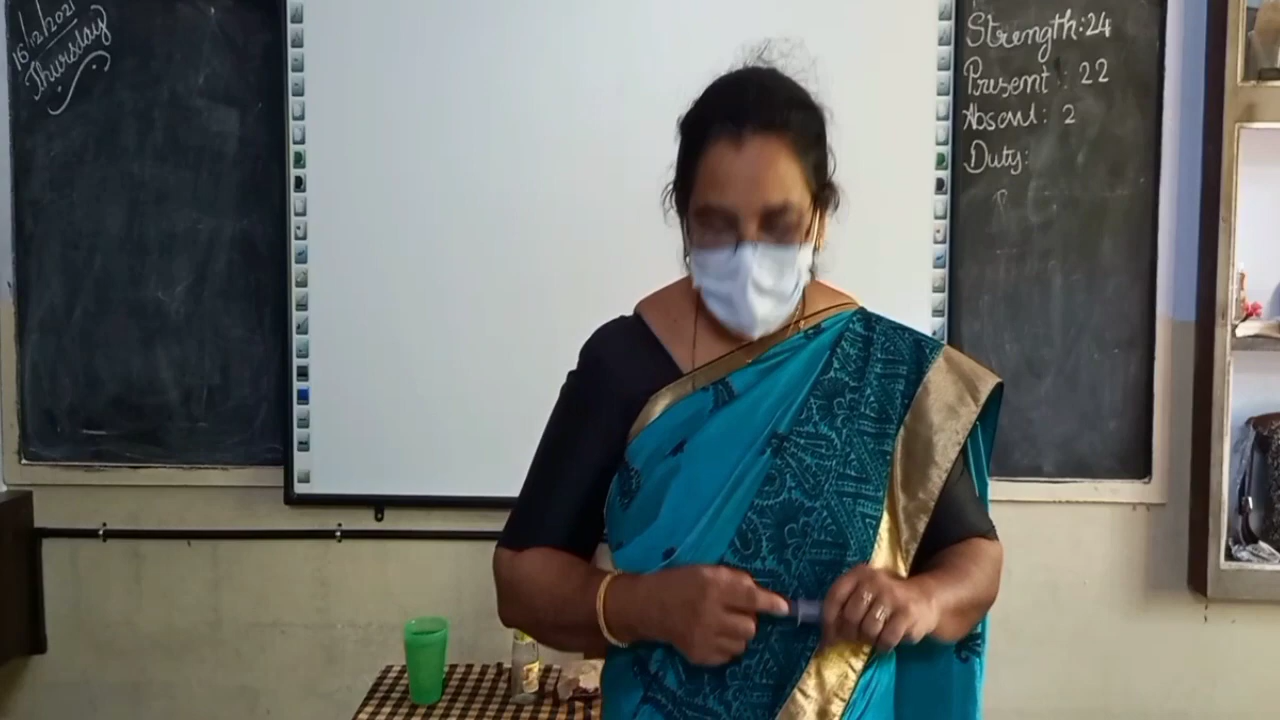 16/12/2021
Thursday
Strength:24
Present : 22
Absent: 2
Duty: